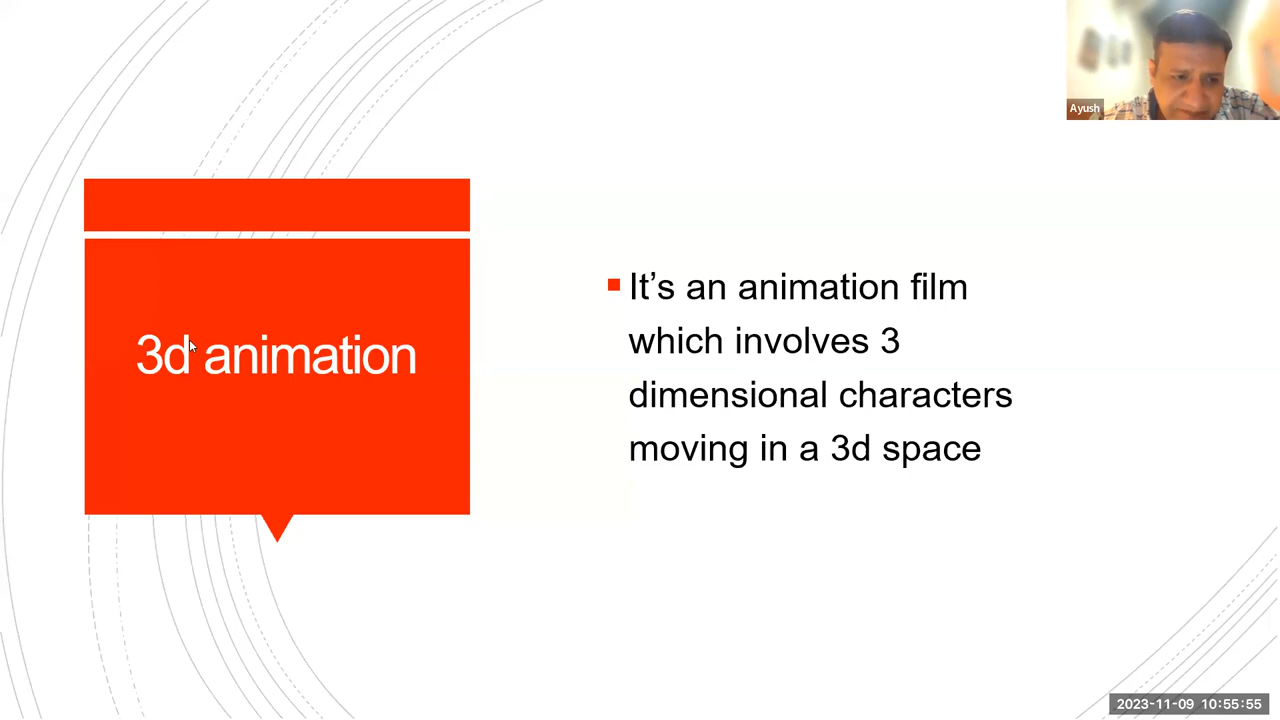 Ayush
3d animation
It’s an animation film
which involves 3
dimensional characters
moving in a 3d space
2023-11-09 10:55:55